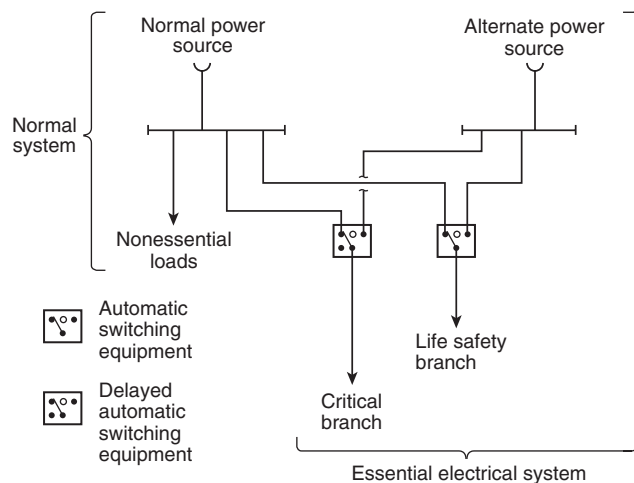 Normal power
source
Alternate power
source
Normal
system
Nonessential
loads
Automatic
switching
equipment
Life safety
branch
Delayed
automatic
switching
equipment
Critical
branch
Essential electrical system